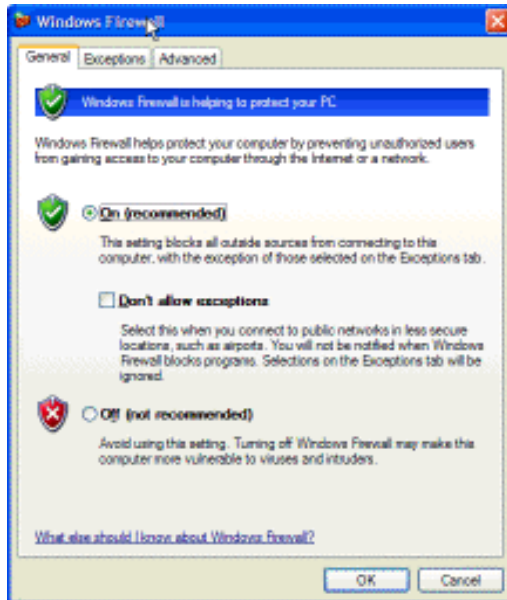 Windows Firewall
General
Exceptions
Advanced
Windows Firewall is helping to protect your PC
Windows Firewall helps protect your computer by preventing unauthorized users
from gaining access to your computer through the Internet or a network.
On (recommended)
This setting blocks all outside sources from connecting to this
computer, with the exception of those selected on the Exceptions tab.
Don't allow exceptions
Select this when you connect to public networks in less secure
locations, such as airports. You will not be notified when Windows
Firewall blocks programs. Selections on the Exceptions tab will be
ignored.
Off (not recommended)
Avoid using this setting. Turning off Windows Firewall may make this
computer more vulnerable to viruses and intruders.
What else should I know about Windows Firewall?
OK
Cancel